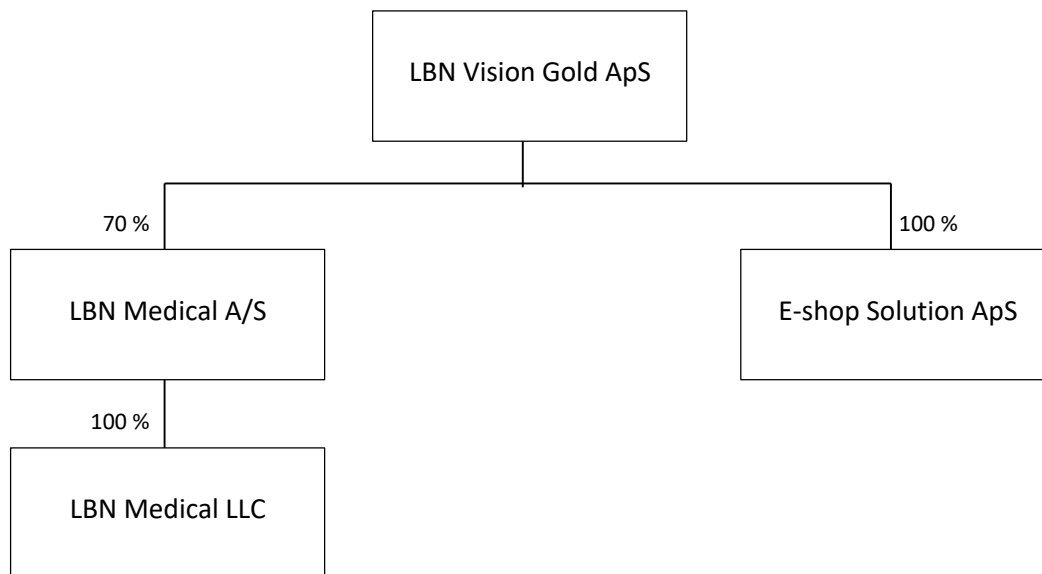 LBN Vision Gold ApS
70 %
100 %
LBN Medical A/S
E-shop Solution ApS
100 %
LBN Medical LLC